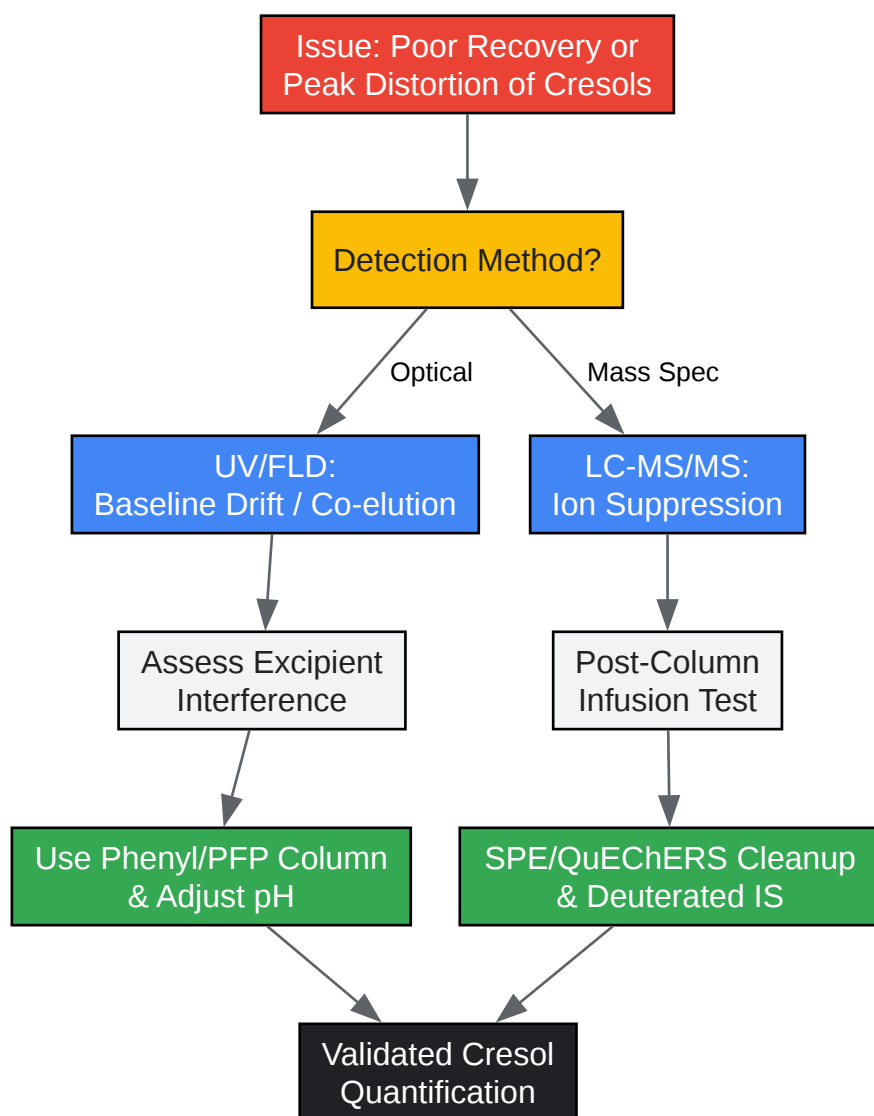 Issue: Poor Recovery or
Peak Distortion of Cresols
Detection Method?
Optical
Mass Spec
UV/FLD:
Baseline Drift / Co-elution
LC-MS/MS:
Ion Suppression
Assess Excipient
Interference
Post-Column
Infusion Test
Use Phenyl/PFP Column
& Adjust pH
SPE/QuEChERS Cleanup
& Deuterated IS
Validated Cresol
Quantification